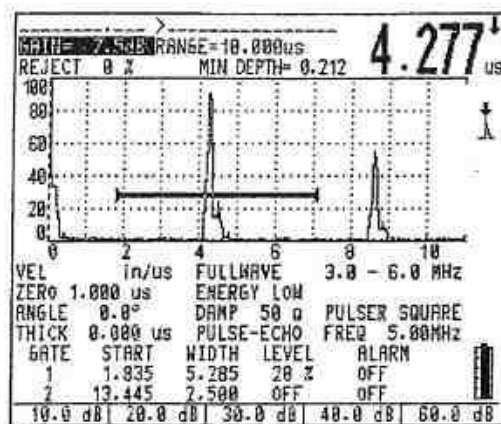 GAIN= 7.5dB RANGE=10.000us
4.277 us
REJECT 0 % MIN DEPTH= 0.212
100
80
60
40
20
0 2 4 6 8 10
VEL in/us FULLWAVE 3.0 - 6.0 MHz
ZERO 1.000 us ENERGY LOW
ANGLE 0.0° DAMP 50 Ω PULSER SQUARE
THICK 0.000 us PULSE-ECHO FREQ 5.00MHz
GATE START WIDTH LEVEL ALARM
1 1.835 5.285 28 % OFF
2 13.445 2.500 OFF OFF
10.0 dB 20.0 dB 30.0 dB 40.0 dB 60.0 dB